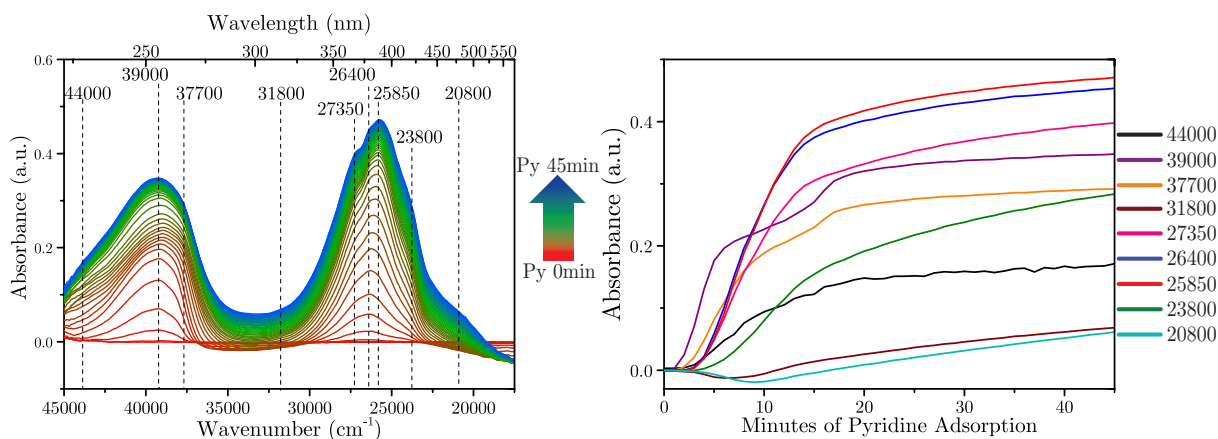 Wavelength (nm)
250 300 350 400 450 500 550
0.6
39000
26400
44000
37700
31800
25850
20800
27350
23800
0.4
0.2
0.0
Absorbance (a.u.)
45000 40000 35000 30000 25000 20000
Wavenumber (cm⁻¹)
Py 45min
Py 0min
0.4
0.2
0.0
Absorbance (a.u.)
0 10 20 30 40
Minutes of Pyridine Adsorption
44000
39000
37700
31800
27350
26400
25850
23800
20800